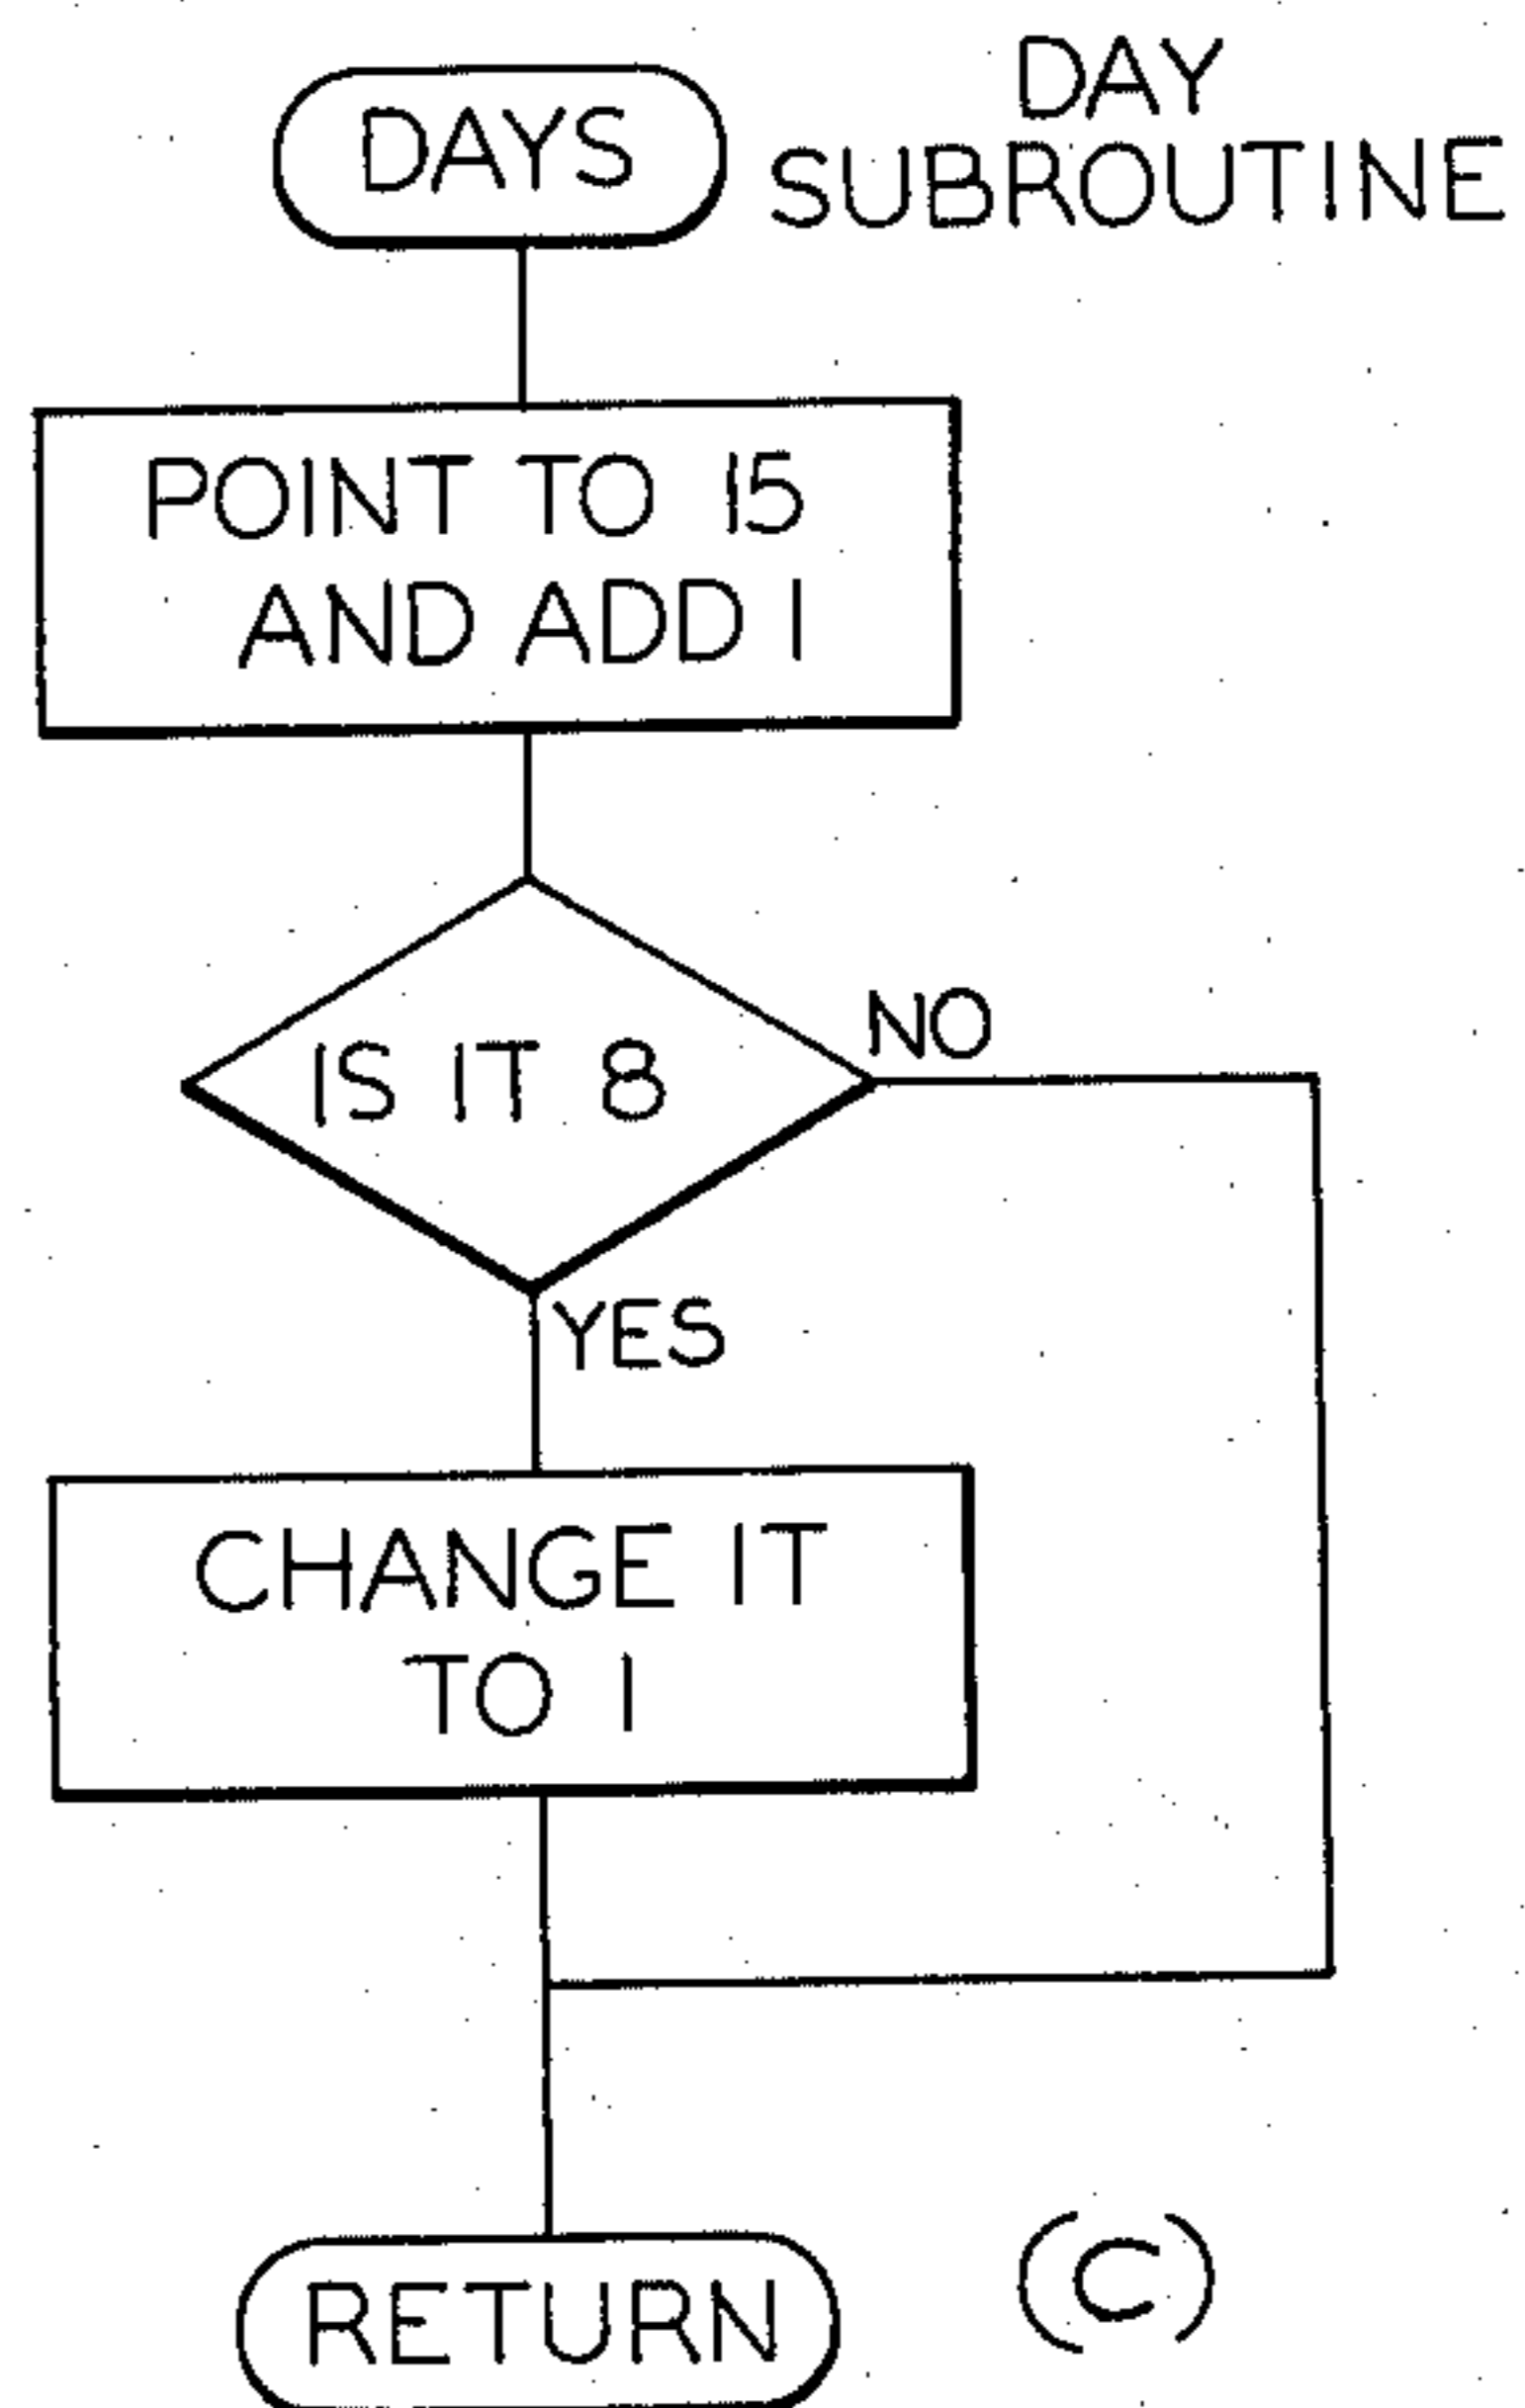 DAYS
DAY
SUBROUTINE
POINT TO 15
AND ADD 1
IS IT 8
NO
YES
CHANGE IT
TO 1
RETURN
(C)